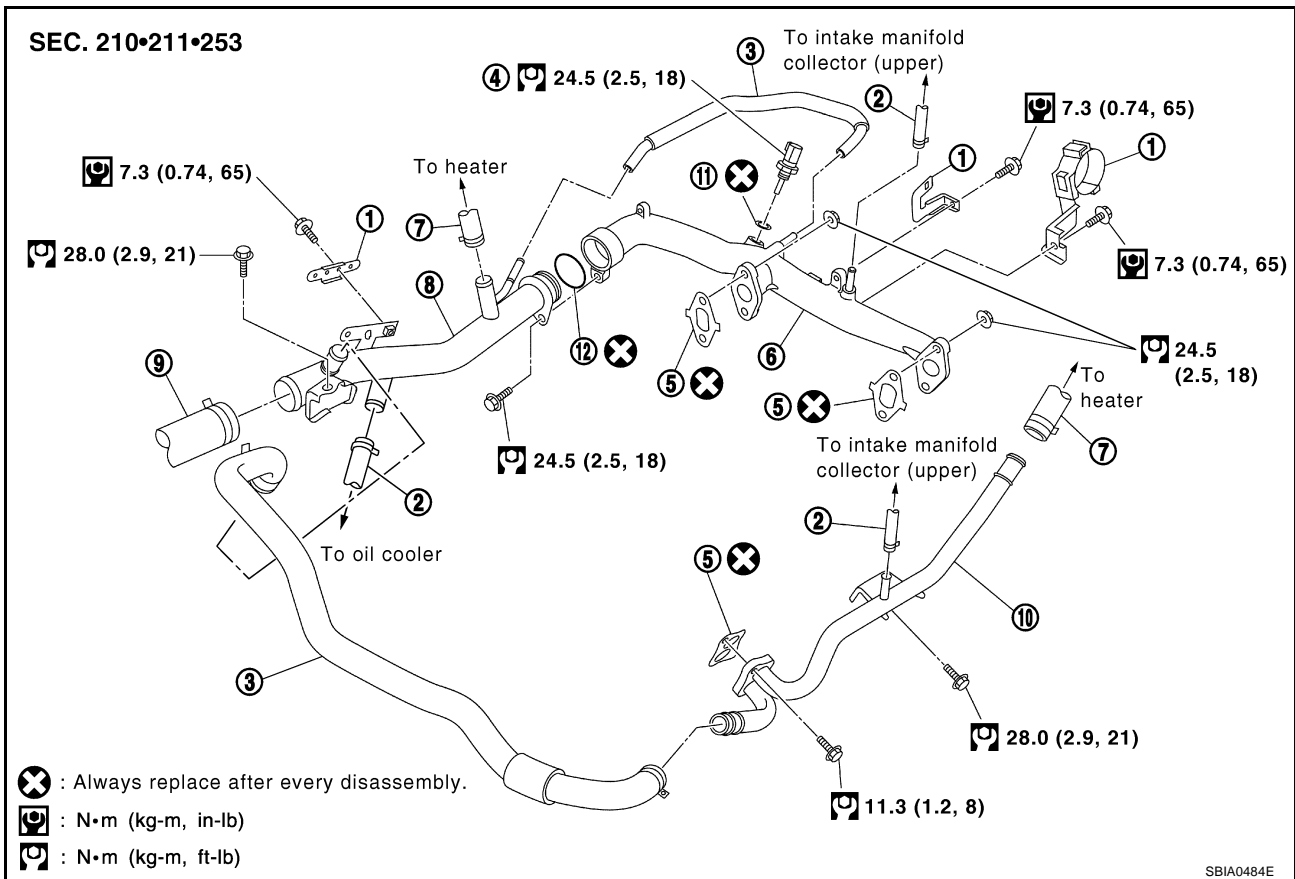 SEC. 210•211•253
To intake manifold
collector (upper)
③
④ 24.5 (2.5, 18)
②
7.3 (0.74, 65)
①
①
7.3 (0.74, 65)
To heater
⑪
①
⑦
28.0 (2.9, 21)
7.3 (0.74, 65)
⑧
⑫
⑥
⑤
24.5
(2.5, 18)
⑨
⑤
To
heater
To intake manifold
collector (upper)
⑦
24.5 (2.5, 18)
②
②
To oil cooler
⑤
⑩
③
28.0 (2.9, 21)
: Always replace after every disassembly.
11.3 (1.2, 8)
: N•m (kg-m, in-lb)
: N•m (kg-m, ft-lb)
SBIA0484E